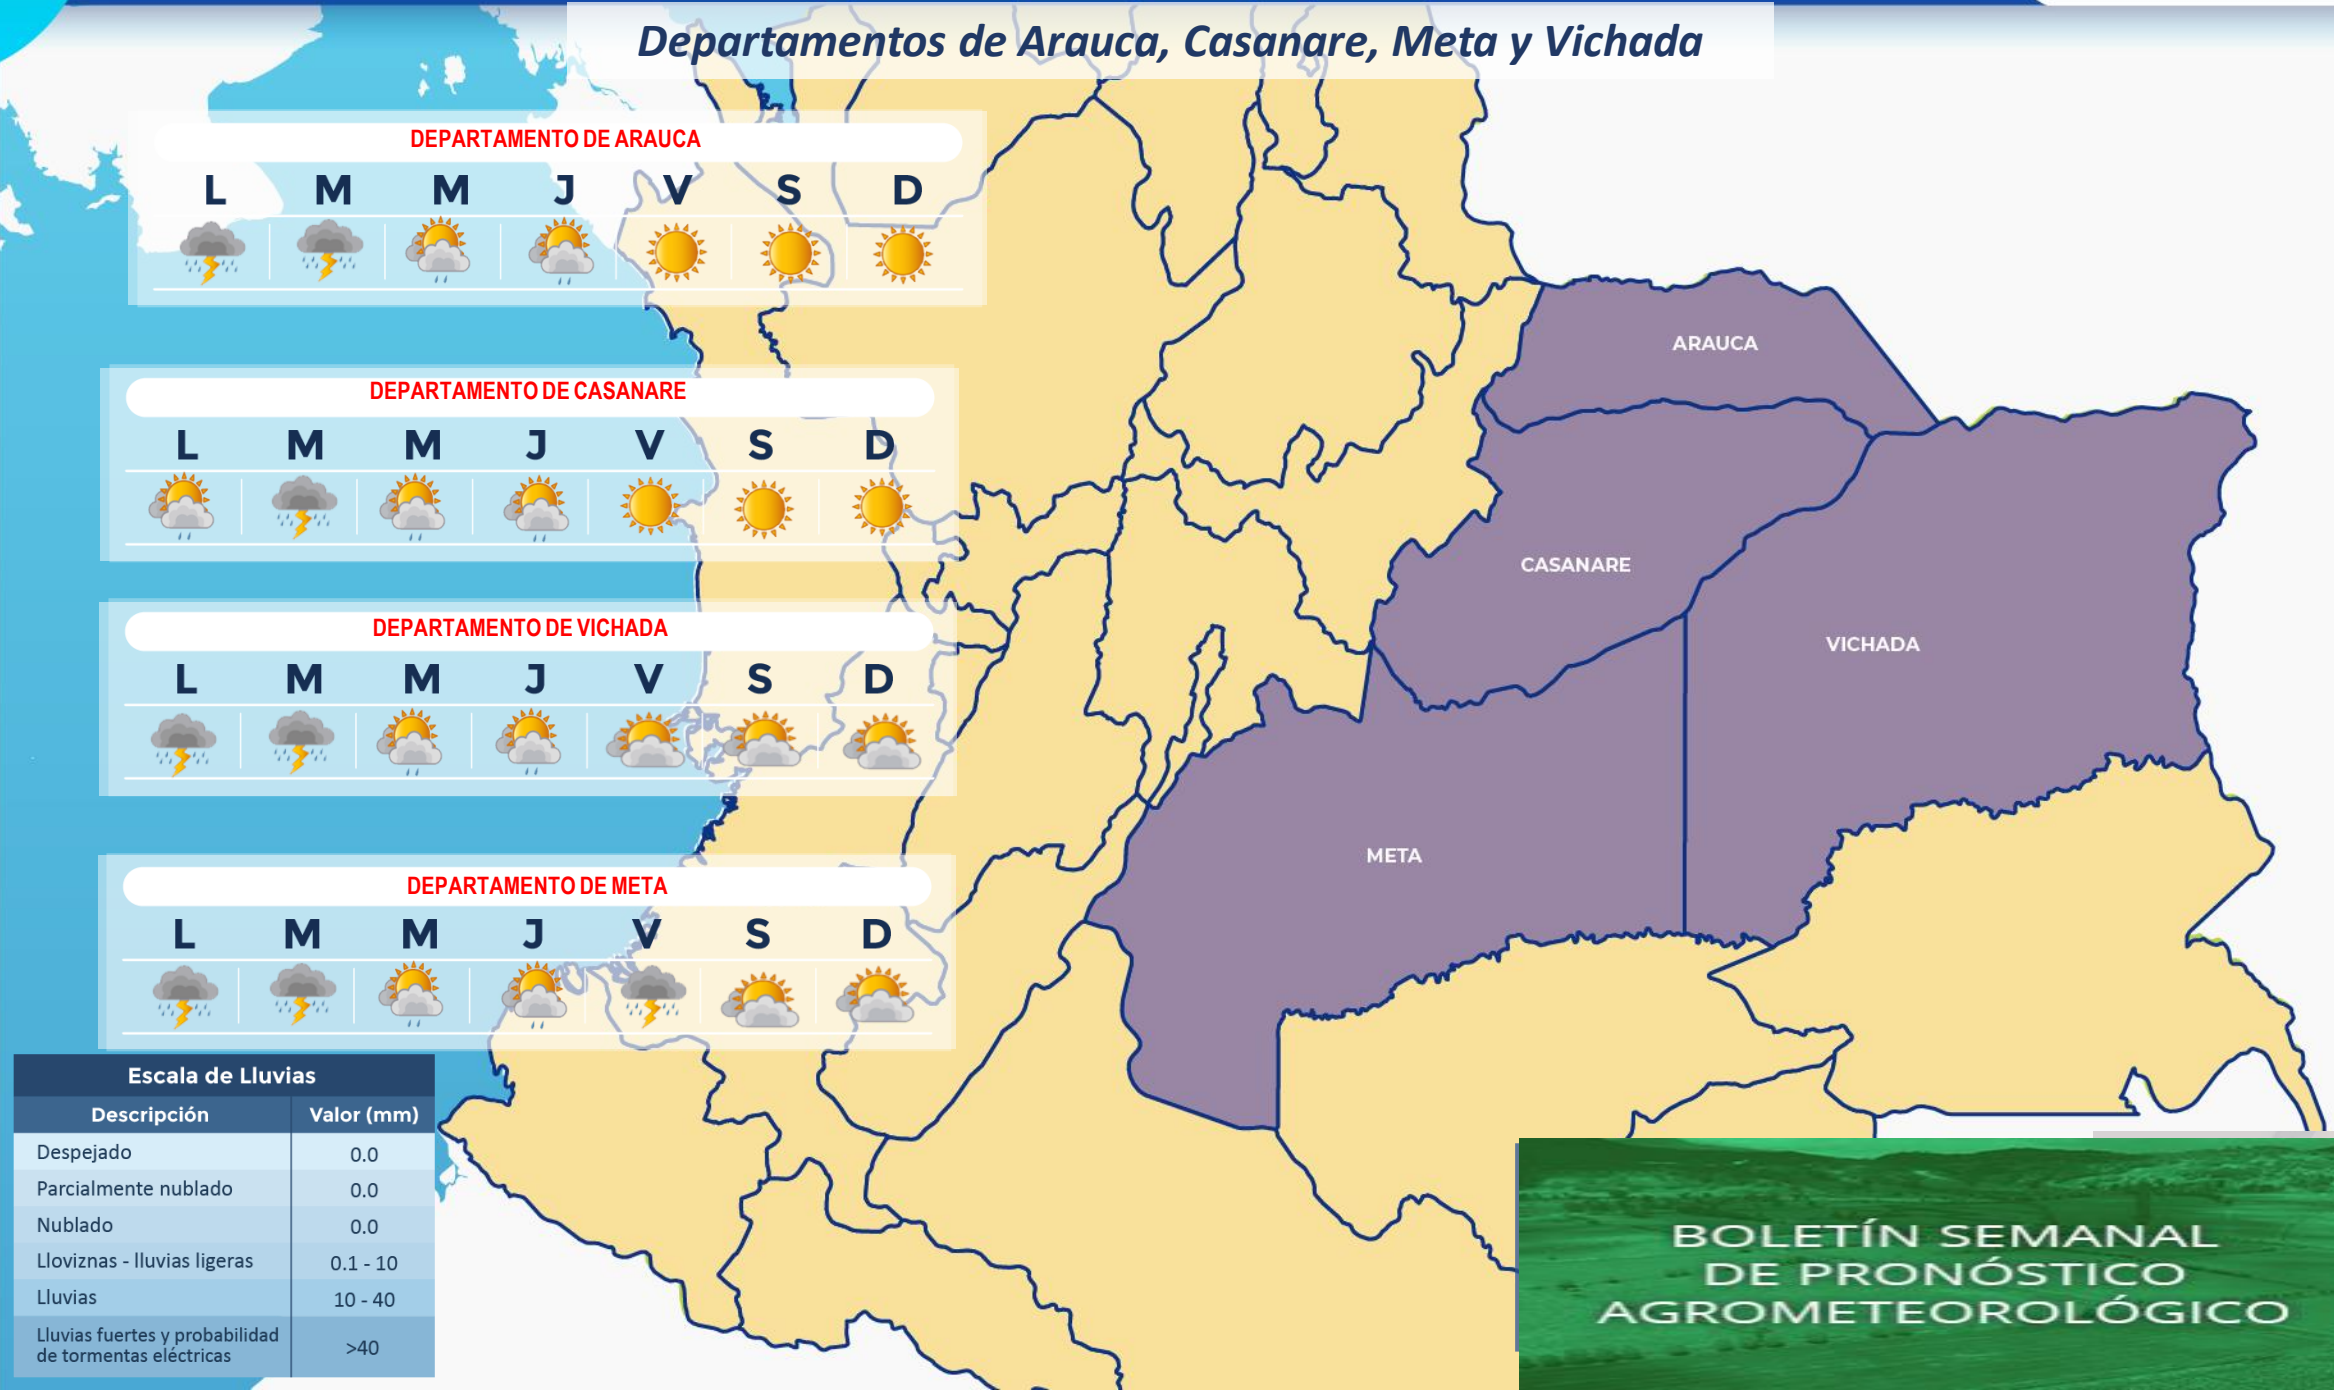 Departamentos de Arauca, Casanare, Meta y Vichada
DEPARTAMENTO DE ARAUCA
L M M J V S D
DEPARTAMENTO DE CASANARE
L M M J V S D
DEPARTAMENTO DE VICHADA
L M M J V S D
DEPARTAMENTO DE META
L M M J V S D
ARAUCA
CASANARE
VICHADA
META
Escala de Lluvias
Descripción Valor (mm)
Despejado 0.0
Parcialmente nublado 0.0
Nublado 0.0
Lloviznas - lluvias ligeras 0.1 - 10
Lluvias 10 - 40
Lluvias fuertes y probabilidad
de tormentas eléctricas >40
BOLETÍN SEMANAL
DE PRONÓSTICO
AGROMETEOROLÓGICO